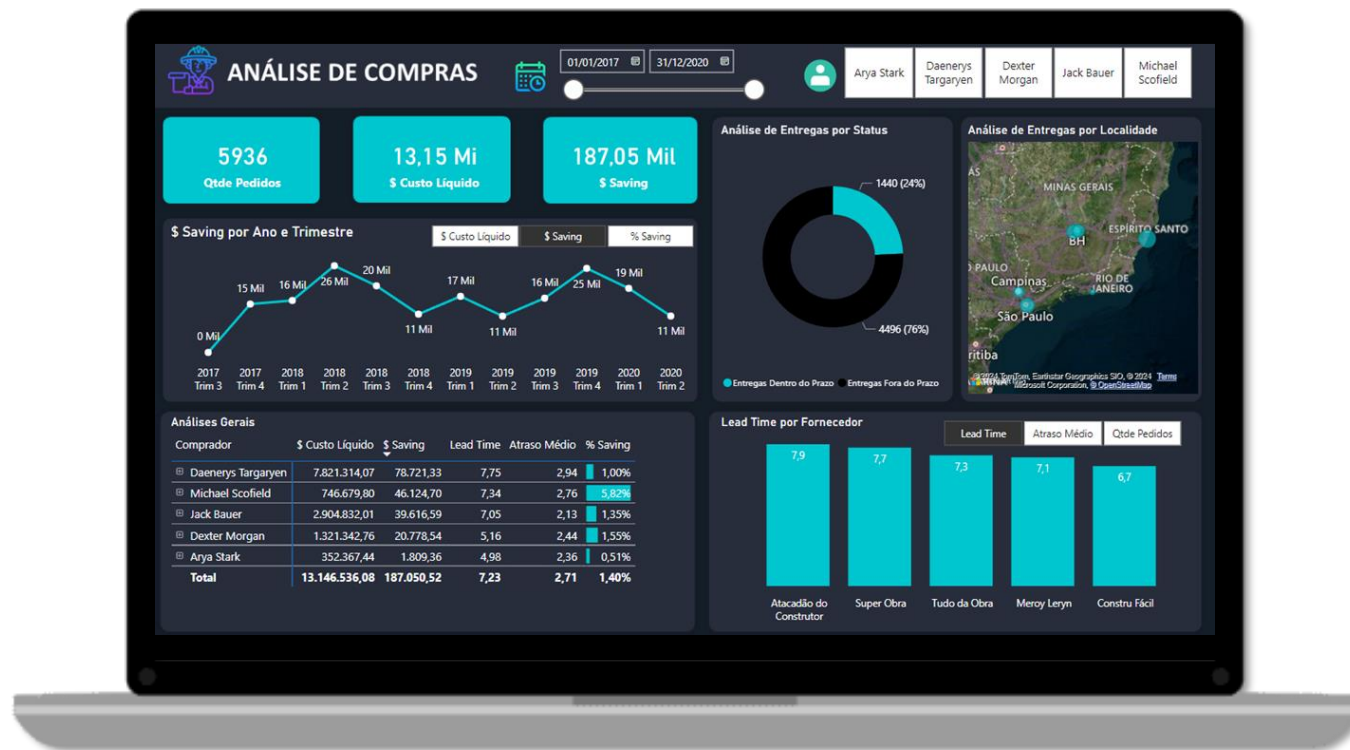 ANÁLISE DE COMPRAS
01/01/2017
31/12/2020
Arya Stark
Daenerys
Targaryen
Dexter
Morgan
Jack Bauer
Michael
Scofield
5936
Qtde Pedidos
13,15 Mi
$ Custo Líquido
187,05 Mil
$ Saving
$ Saving por Ano e Trimestre
$ Custo Líquido
$ Saving
% Saving
0 Mil
15 Mil
16 Mil
26 Mil
20 Mil
11 Mil
17 Mil
11 Mil
16 Mil
25 Mil
19 Mil
11 Mil
2017 2017 2018 2018 2018 2018 2019 2019 2019 2019 2020 2020
Trim 3 Trim 4 Trim 1 Trim 2 Trim 3 Trim 4 Trim 1 Trim 2 Trim 3 Trim 4 Trim 1 Trim 2
Análise de Entregas por Status
1440 (24%)
4496 (76%)
Entregas Dentro do Prazo Entregas Fora do Prazo
Análise de Entregas por Localidade
MINAS GERAIS
BH
ESPÍRITO SANTO
PAULO
Campinas
RIO DE
JANEIRO
São Paulo
ritiba
© 2024 TomTom, Earthstar Geographics SIO, © 2024 Terms
Microsoft Corporation, © OpenStreetMap
Análises Gerais
Comprador $ Custo Líquido $ Saving Lead Time Atraso Médio % Saving
Daenerys Targaryen 7.821.314,07 78.721,33 7,75 2,94 1,00%
Michael Scofield 746.679,80 46.124,70 7,34 2,76 5,82%
Jack Bauer 2.904.832,01 39.616,59 7,05 2,13 1,35%
Dexter Morgan 1.321.342,76 20.778,54 5,16 2,44 1,55%
Arya Stark 352.367,44 1.809,36 4,98 2,36 0,51%
Total 13.146.536,08 187.050,52 7,23 2,71 1,40%
Lead Time por Fornecedor
Lead Time
Atraso Médio
Qtde Pedidos
7,9
7,7
7,3
7,1
6,7
Atacadão do
Construtor
Super Obra
Tudo da Obra
Meroy Leryn
Constru Fácil